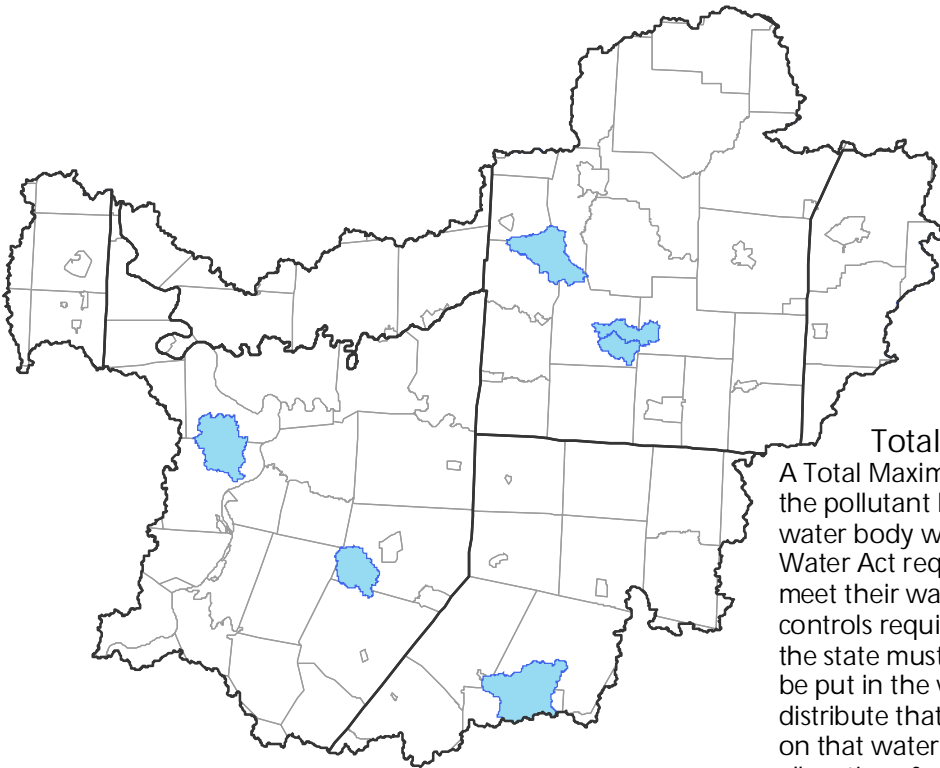 Total
A Total Maxim
the pollutant
water body w
Water Act req
meet their wa
controls requi
the state must
be put in the
distribute that
on that water